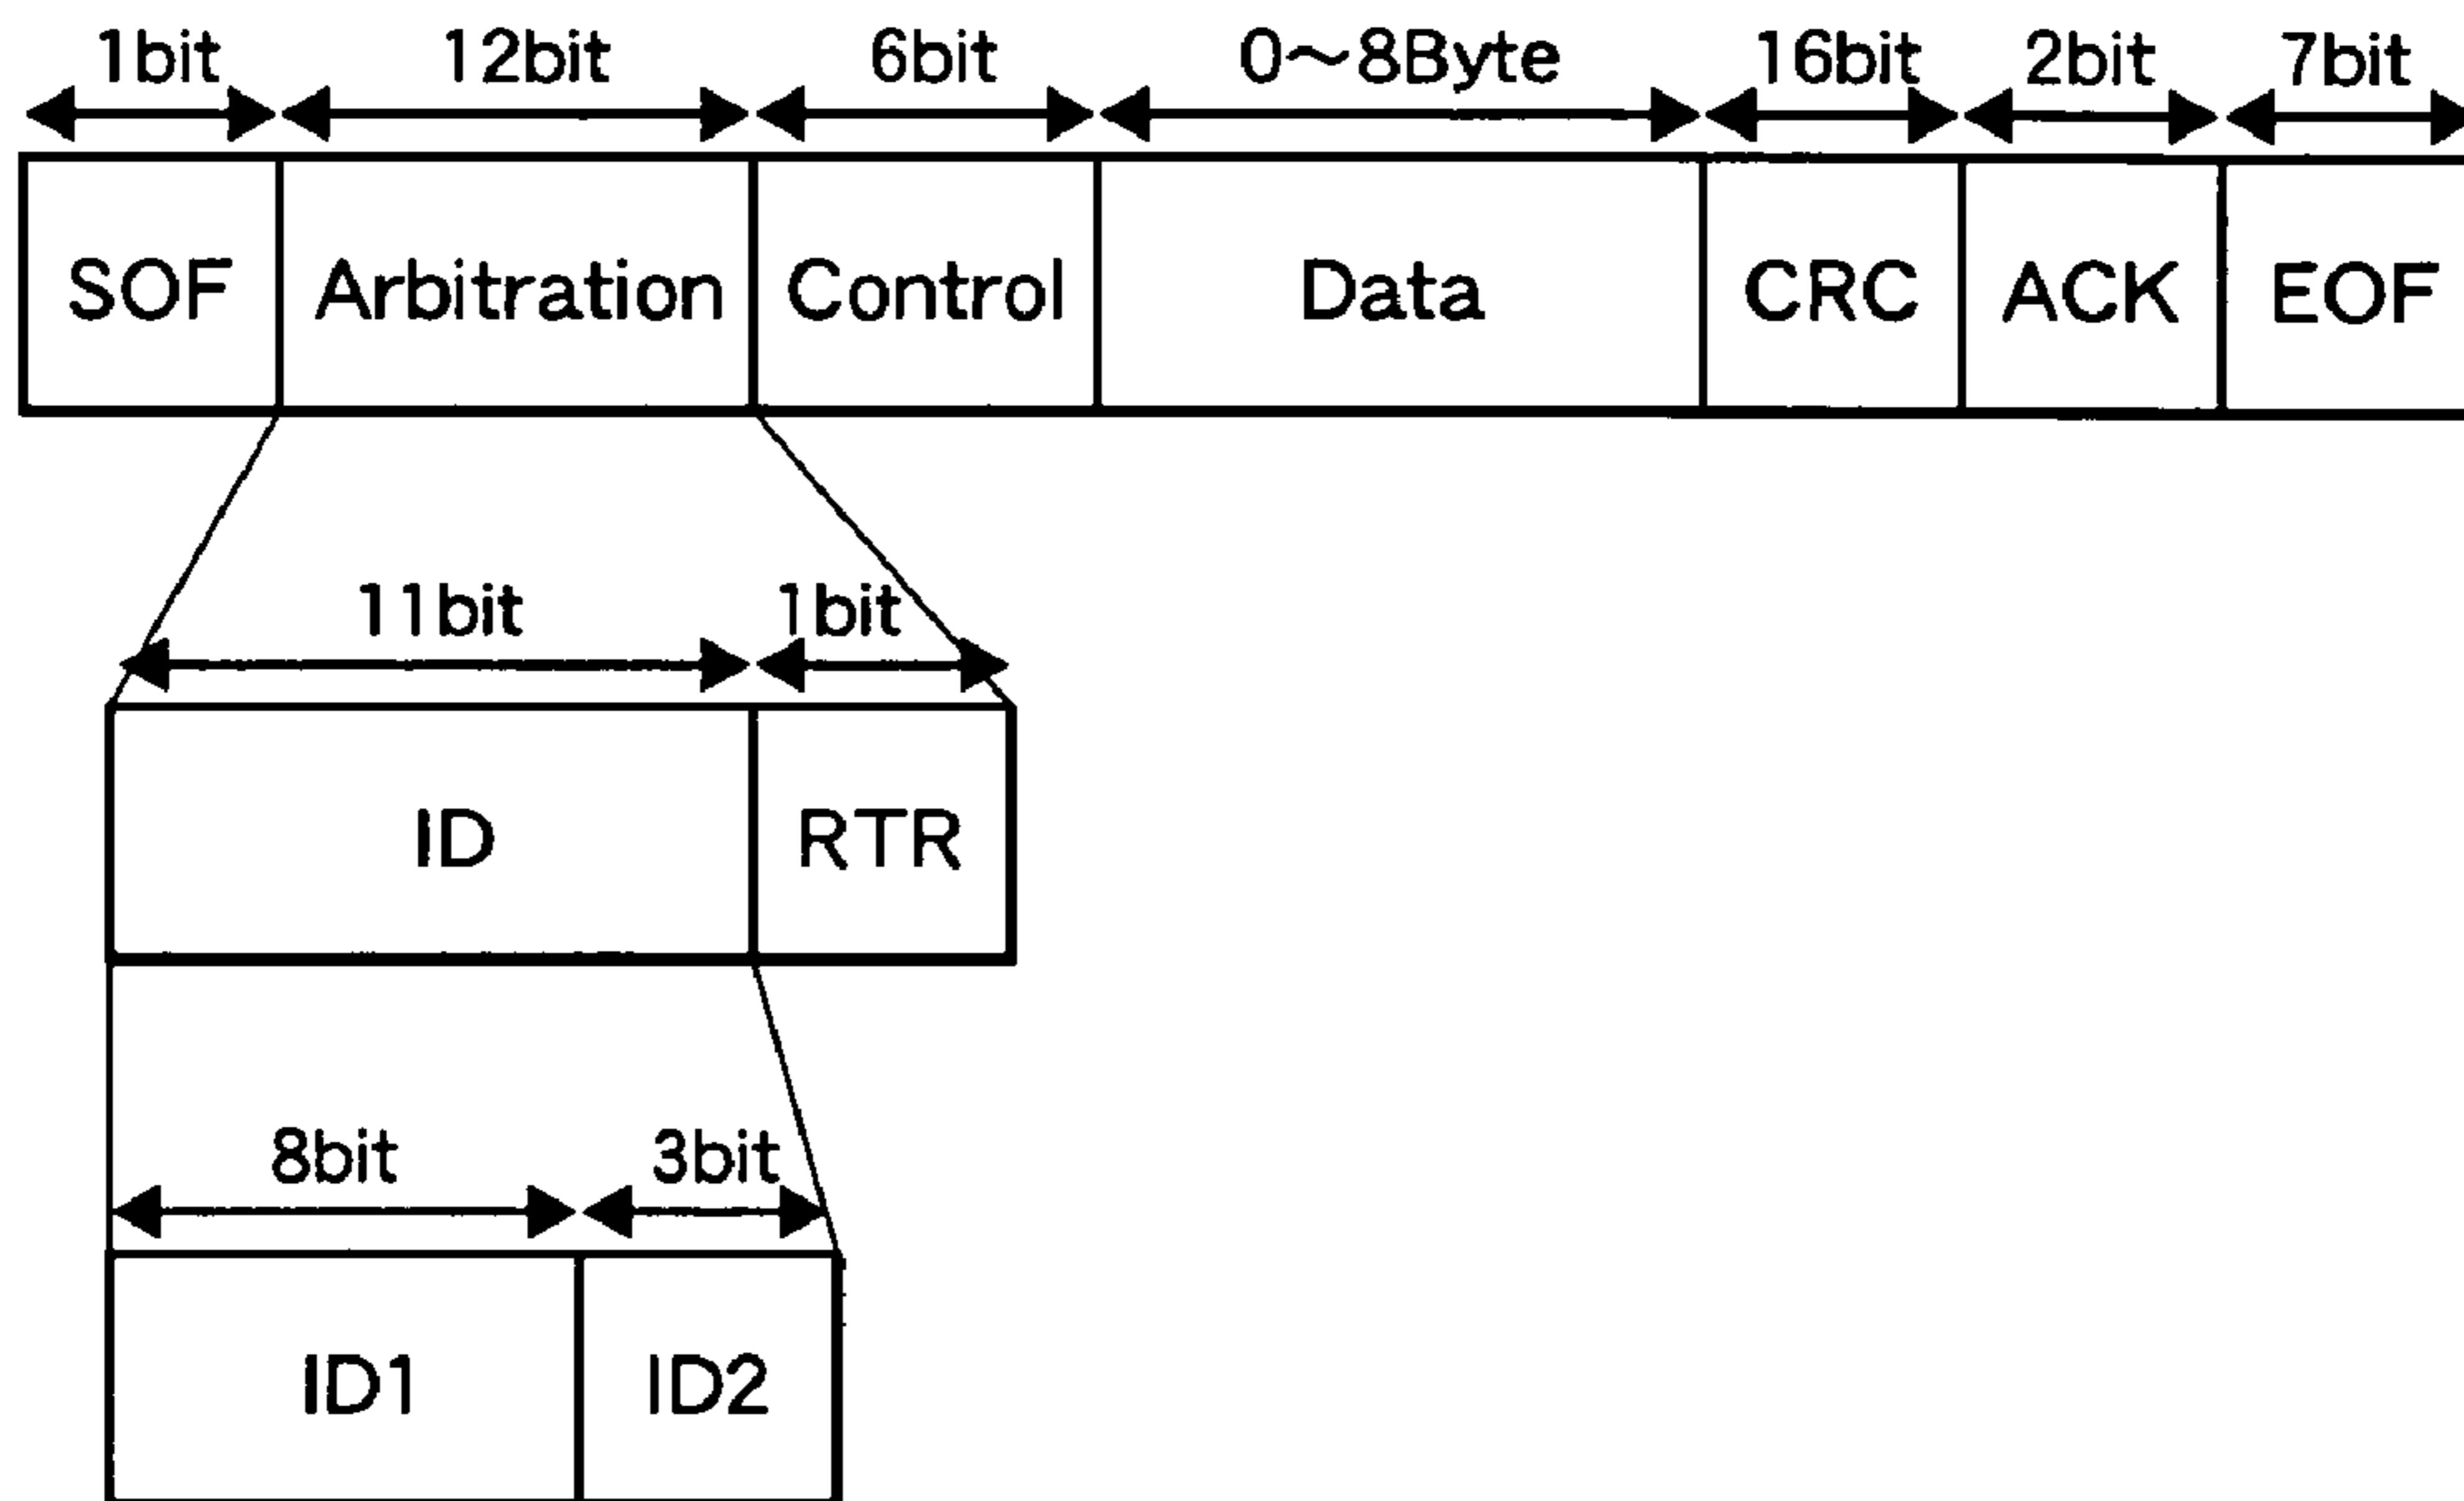 1bit 12bit 6bit 0～8Byte 16bit 2bit 7bit
SOF Arbitration Control Data CRC ACK EOF
11bit 1bit
ID RTR
8bit 3bit
ID1 ID2